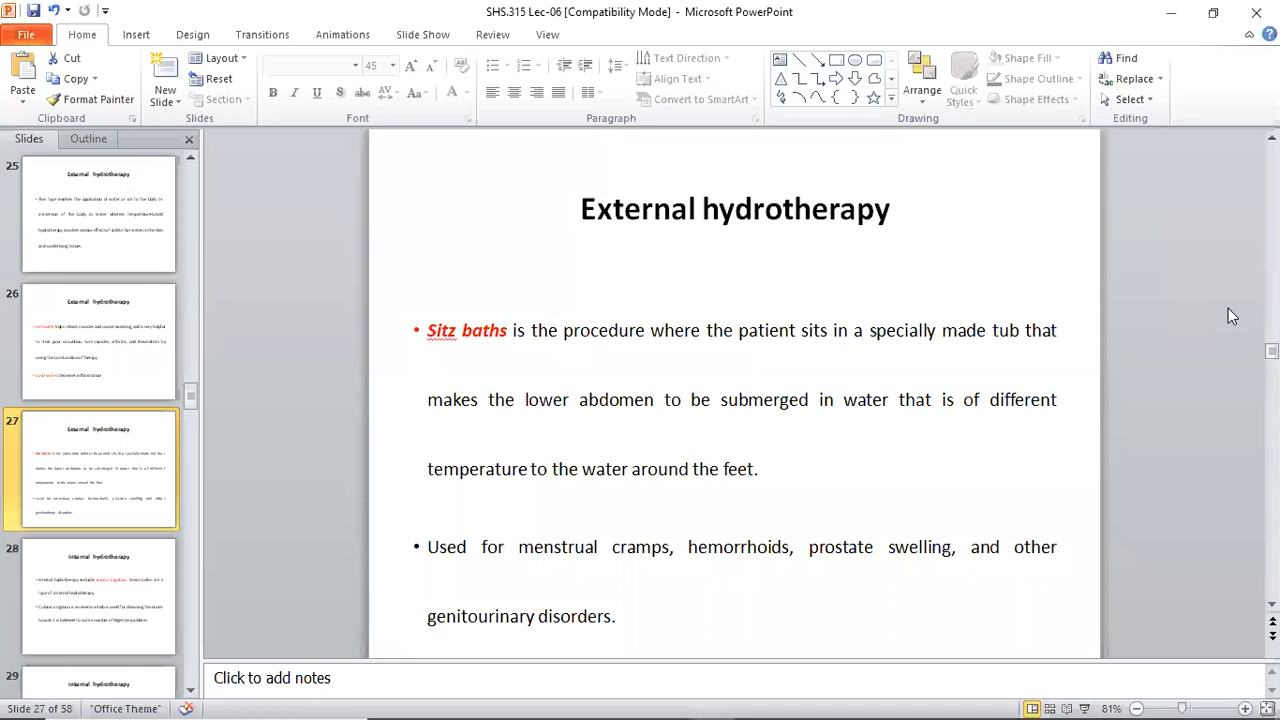 SHS.315 Lec-06 [Compatibility Mode] - Microsoft PowerPoint
File Home Insert Design Transitions Animations Slide Show Review View
Paste
Cut
Copy
Format Painter
Clipboard
New Slide
Layout
Reset
Section
Slides
45
B I U S abc AV Aa A
Font
Text Direction
Align Text
Convert to SmartArt
Paragraph
Arrange
Quick Styles
Shape Fill
Shape Outline
Shape Effects
Drawing
Find
Replace
Select
Editing
Slides Outline
25
External hydrotherapy
26
External hydrotherapy
27
External hydrotherapy
28
Internal hydrotherapy
29
Internal hydrotherapy
External hydrotherapy
• Sitz baths is the procedure where the patient sits in a specially made tub that
makes the lower abdomen to be submerged in water that is of different
temperature to the water around the feet.
• Used for menstrual cramps, hemorrhoids, prostate swelling, and other
genitourinary disorders.
Click to add notes
Slide 27 of 58 "Office Theme" 81%